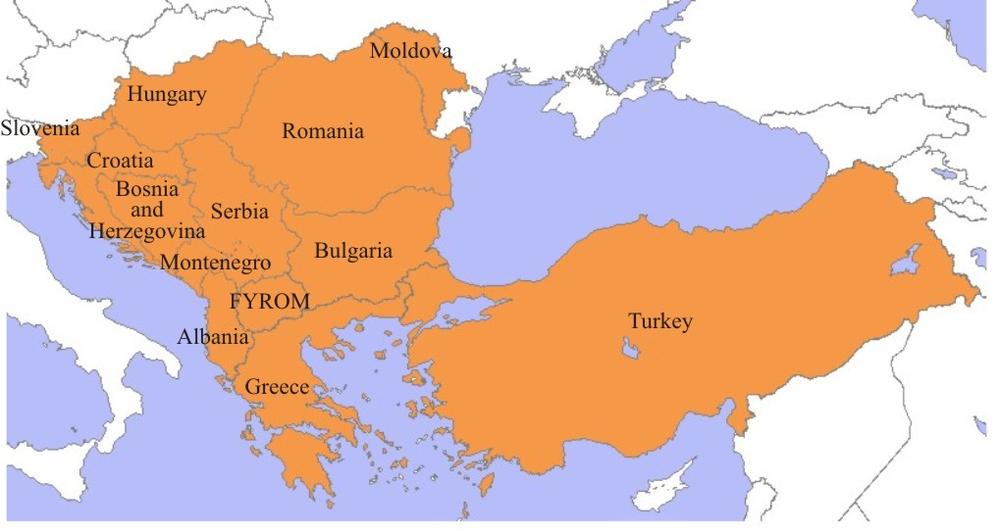 Moldova
Hungary
Slovenia
Romania
Croatia
Bosnia
and
Herzegovina
Serbia
Bulgaria
Montenegro
FYROM
Albania
Turkey
Greece